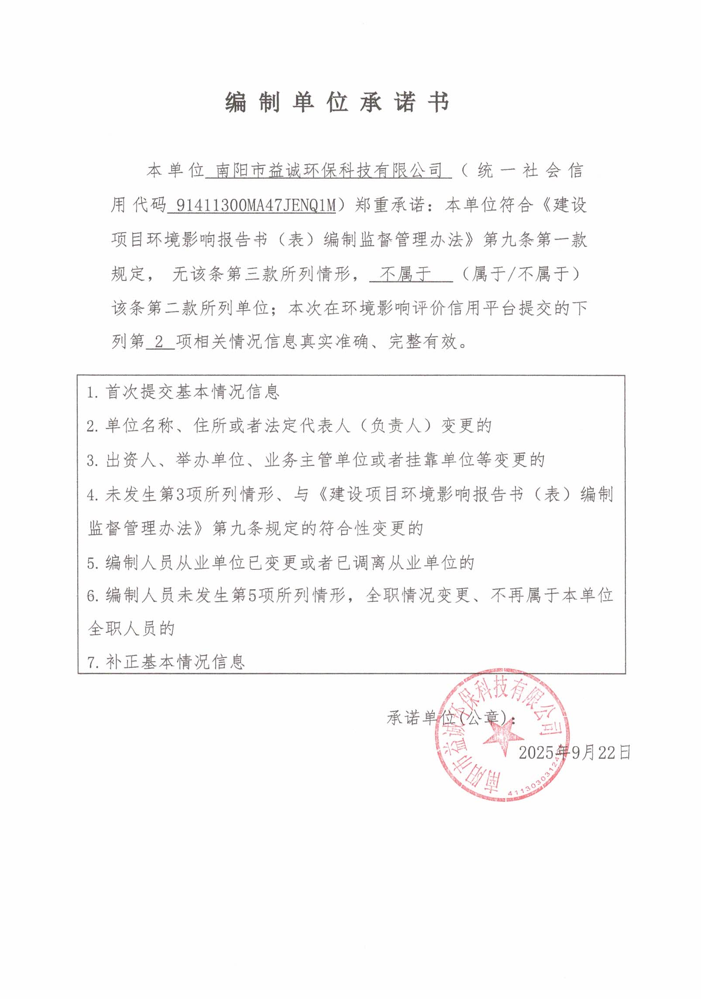 编制单位承诺书
本单位 南阳市益诚环保科技有限公司 （统一社会信
用代码 91411300MA47JENQ1M）郑重承诺：本单位符合《建设
项目环境影响报告书（表）编制监督管理办法》第九条第一款
规定， 无该条第三款所列情形， 不属于 （属于/不属于）
该条第二款所列单位；本次在环境影响评价信用平台提交的下
列第 2 项相关情况信息真实准确、完整有效。
1. 首次提交基本情况信息
2. 单位名称、住所或者法定代表人（负责人）变更的
3. 出资人、举办单位、业务主管单位或者挂靠单位等变更的
4. 未发生第3项所列情形、与《建设项目环境影响报告书（表）编制
监督管理办法》第九条规定的符合性变更的
5. 编制人员从业单位已变更或者已调离从业单位的
6. 编制人员未发生第5项所列情形，全职情况变更、不再属于本单位
全职人员的
7. 补正基本情况信息
承诺单位(公章):
2025年9月22日
南阳市益诚环保科技有限公司